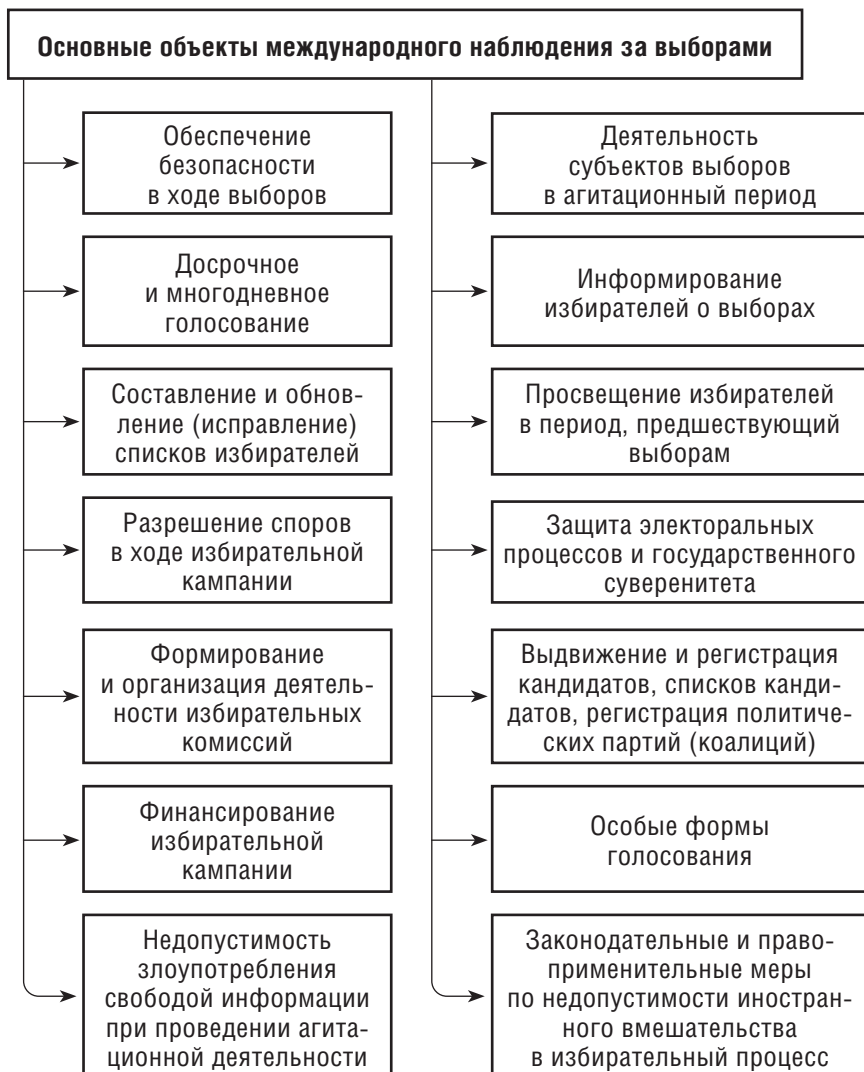 Основные объекты международного наблюдения за выборами
Обеспечение
безопасности
в ходе выборов
Досрочное
и многодневное
голосование
Составление и обнов-
ление (исправление)
списков избирателей
Разрешение споров
в ходе избирательной
кампании
Формирование
и организация деятель-
ности избирательных
комиссий
Финансирование
избирательной
кампании
Недопустимость
злоупотребления
свободой информации
при проведении агита-
ционной деятельности
Деятельность
субъектов выборов
в агитационный период
Информирование
избирателей о выборах
Просвещение избирателей
в период, предшествующий
выборам
Защита электоральных
процессов и государственного
суверенитета
Выдвижение и регистрация
кандидатов, списков канди-
датов, регистрация политиче-
ских партий (коалиций)
Особые формы
голосования
Законодательные и право-
применительные меры
по недопустимости иностран-
ного вмешательства
в избирательный процесс